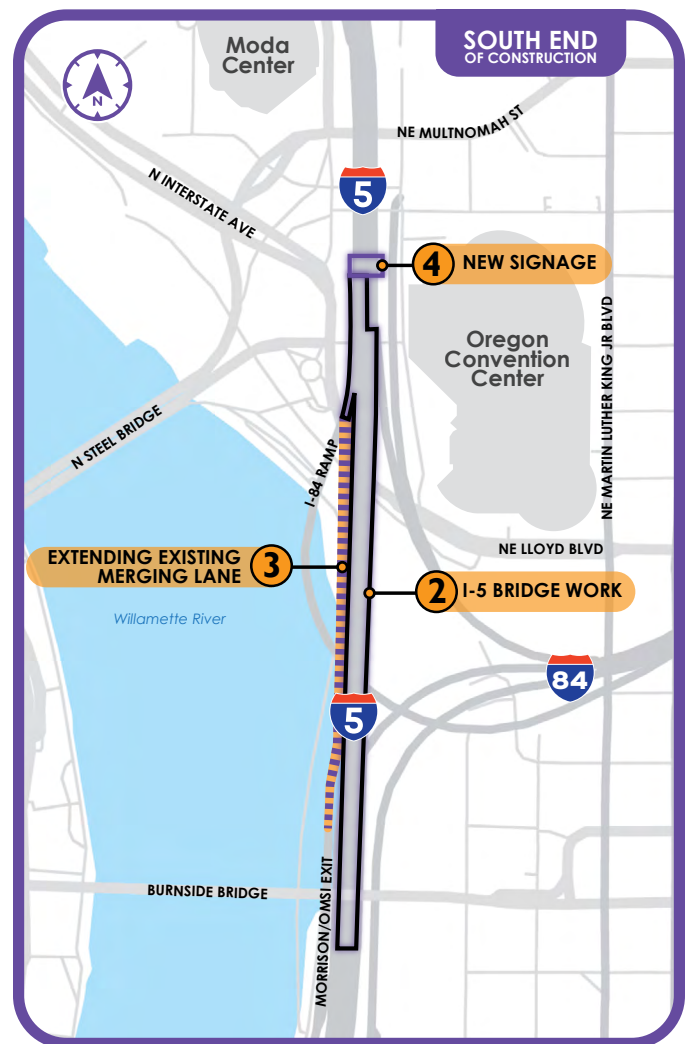 SOUTH END
OF CONSTRUCTION
Moda
Center
N
NE MULTNOMAH ST
N INTERSTATE AVE
5
4 NEW SIGNAGE
Oregon
Convention
Center
NE MARTIN LUTHER KING JR BLVD
N STEEL BRIDGE
I-84 RAMP
NE LLOYD BLVD
EXTENDING EXISTING
MERGING LANE 3
2 I-5 BRIDGE WORK
Willamette River
84
5
BURNSIDE BRIDGE
MORRISON/OMSI EXIT